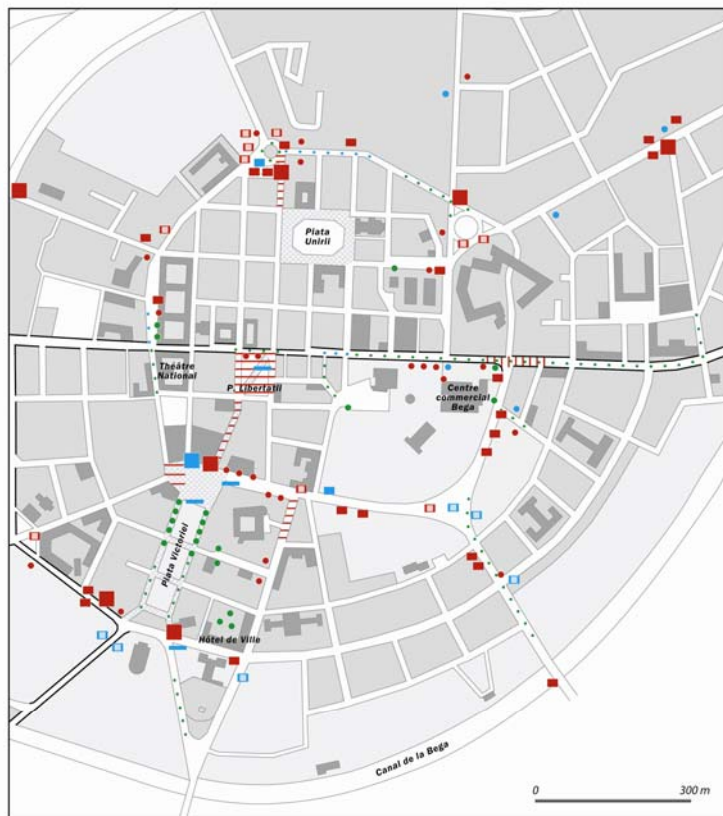 Piata
Unirii
Théâtre
National
P. Libertatii
Centre
commercial
Bega
Piata Victoriei
Hôtel de Ville
Canal de la Bega
0 300 m